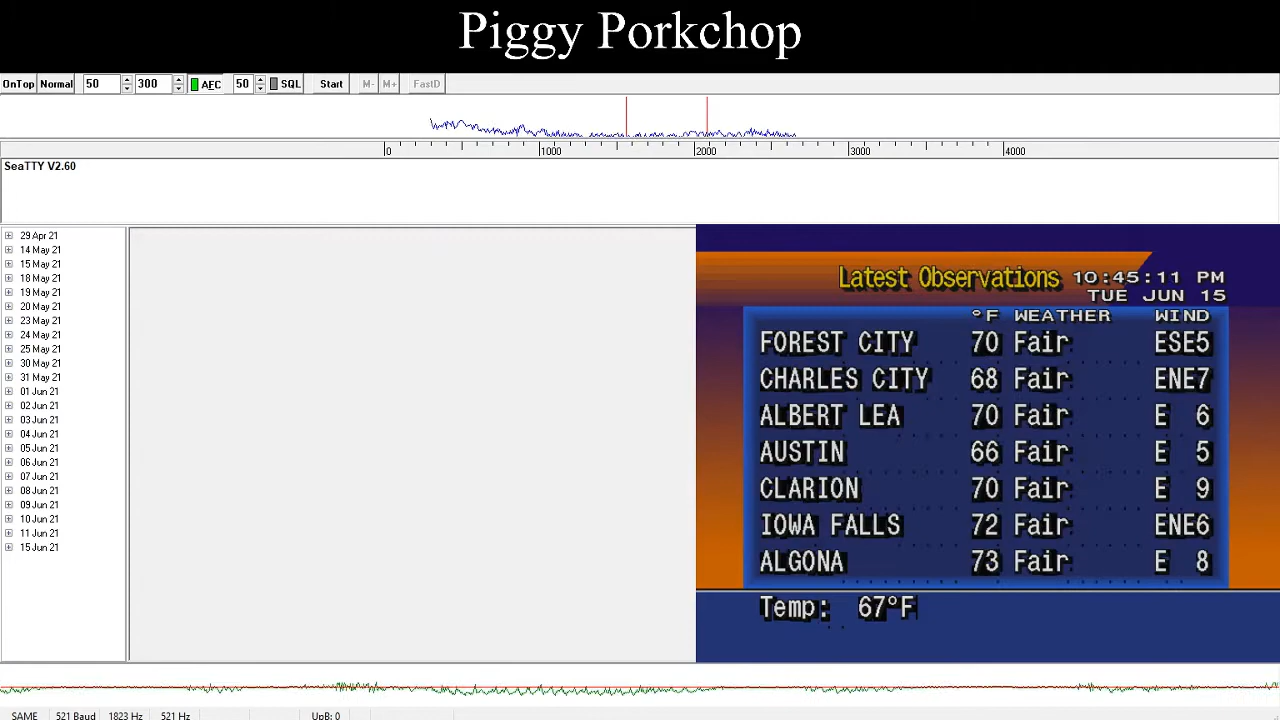 Piggy Porkchop
OnTop Normal 50 300 AFC 50 SQL Start M- M+ FastD
0 1000 2000 3000 4000
SeaTTY V2.60
29 Apr 21
14 May 21
15 May 21
18 May 21
19 May 21
20 May 21
23 May 21
24 May 21
25 May 21
30 May 21
31 May 21
01 Jun 21
02 Jun 21
03 Jun 21
04 Jun 21
05 Jun 21
06 Jun 21
07 Jun 21
08 Jun 21
09 Jun 21
10 Jun 21
11 Jun 21
15 Jun 21
Latest Observations 10:45:11 PM
TUE JUN 15
°F WEATHER WIND
FOREST CITY 70 Fair ESE5
CHARLES CITY 68 Fair ENE7
ALBERT LEA 70 Fair E 6
AUSTIN 66 Fair E 5
CLARION 70 Fair E 9
IOWA FALLS 72 Fair ENE6
ALGONA 73 Fair E 8
Temp: 67°F
SAME 521 Baud 1823 Hz 521 Hz UpB: 0